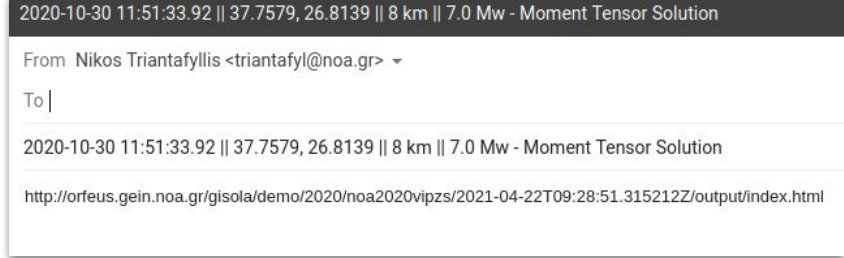 2020-10-30 11:51:33.92 || 37.7579, 26.8139 || 8 km || 7.0 Mw - Moment Tensor Solution
From Nikos Triantafyllis <triantafyl@noa.gr>
To
2020-10-30 11:51:33.92 || 37.7579, 26.8139 || 8 km || 7.0 Mw - Moment Tensor Solution
http://orfeus.gein.noa.gr/gisola/demo/2020/noa2020vipzs/2021-04-22T09:28:51.315212Z/output/index.html